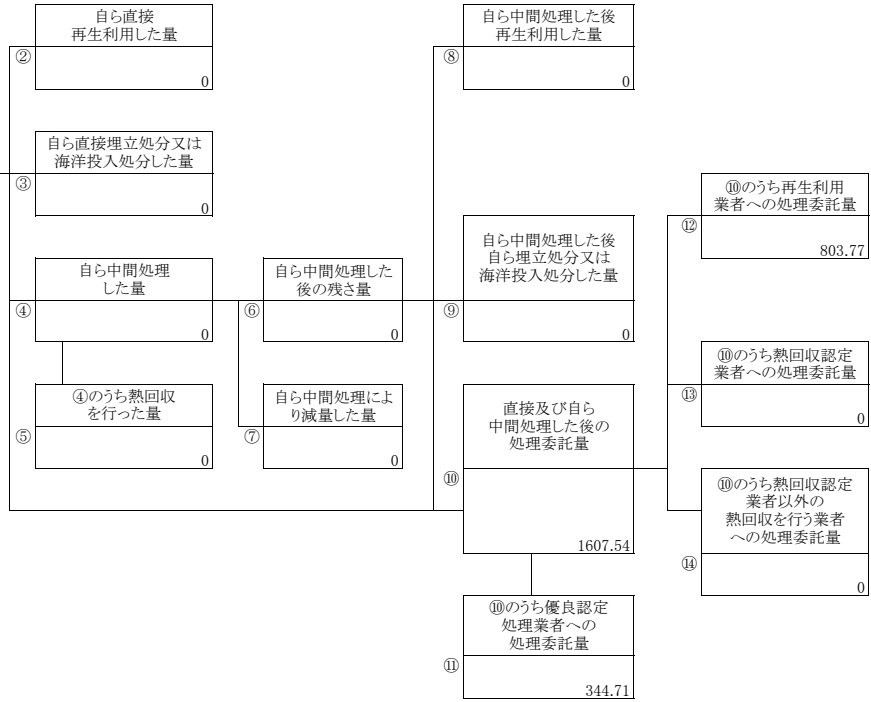 自ら直接
再生利用した量
②
0
自ら直接埋立処分又は
海洋投入処分した量
③
0
自ら中間処理
した量
④
0
④のうち熱回収
を行った量
⑤
0
自ら中間処理した
後の残さ量
⑥
0
自ら中間処理によ
り減量した量
⑦
0
自ら中間処理した後
再生利用した量
⑧
0
自ら中間処理した後
自ら埋立処分又は
海洋投入処分した量
⑨
0
直接及び自ら
中間処理した後の
処理委託量
⑩
1607.54
⑩のうち優良認定
処理業者への
処理委託量
⑪
344.71
⑩のうち再生利用
業者への処理委託量
⑫
803.77
⑩のうち熱回収認定
業者への処理委託量
⑬
0
⑩のうち熱回収認定
業者以外の
熱回収を行う業者
への処理委託量
⑭
0